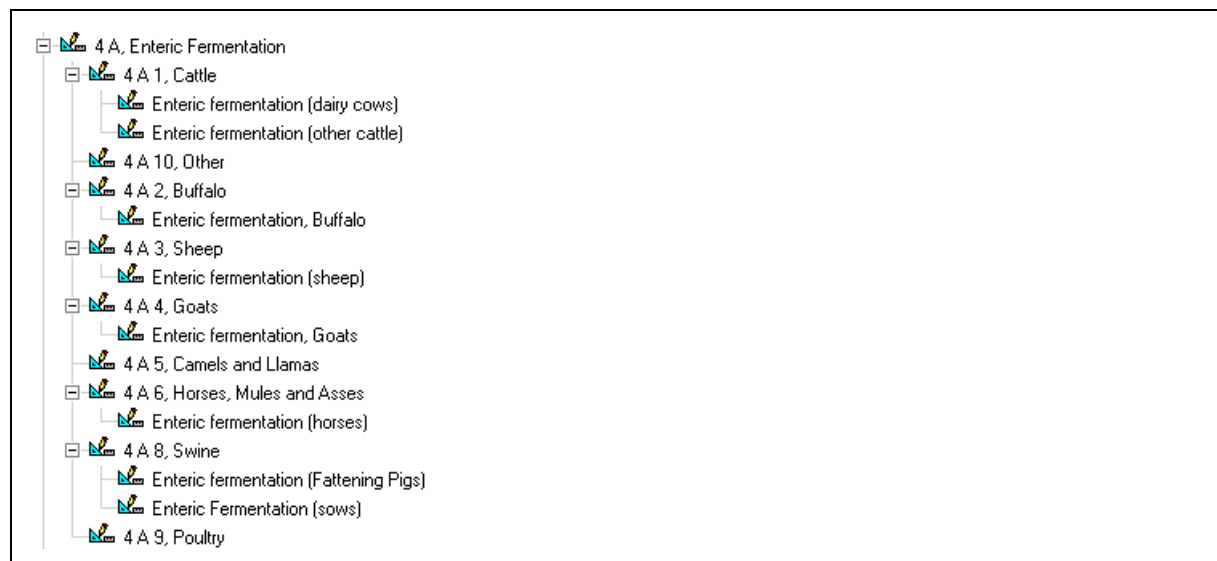 4 A, Enteric Fermentation
4 A 1, Cattle
Enteric fermentation (dairy cows)
Enteric fermentation (other cattle)
4 A 10, Other
4 A 2, Buffalo
Enteric fermentation, Buffalo
4 A 3, Sheep
Enteric fermentation (sheep)
4 A 4, Goats
Enteric fermentation, Goats
4 A 5, Camels and Llamas
4 A 6, Horses, Mules and Asses
Enteric fermentation (horses)
4 A 8, Swine
Enteric fermentation (Fattening Pigs)
Enteric Fermentation (sows)
4 A 9, Poultry